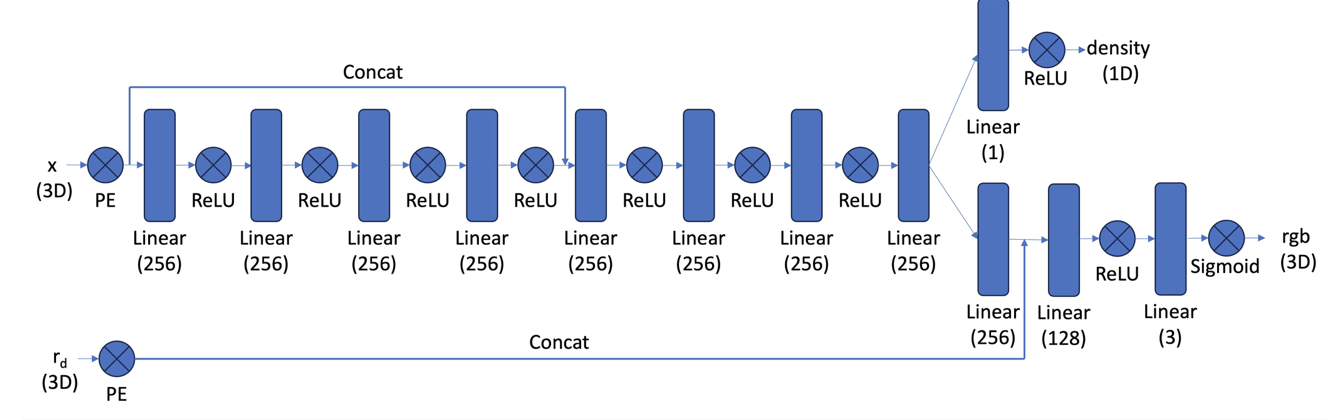 Concat
x
(3D)
PE
Linear
(256)
ReLU
Linear
(256)
ReLU
Linear
(256)
ReLU
Linear
(256)
ReLU
Linear
(256)
ReLU
Linear
(256)
ReLU
Linear
(256)
ReLU
Linear
(256)
Linear
(1)
ReLU
density
(1D)
Linear
(256)
Linear
(128)
ReLU
Linear
(3)
Sigmoid
rgb
(3D)
r_d
(3D)
PE
Concat